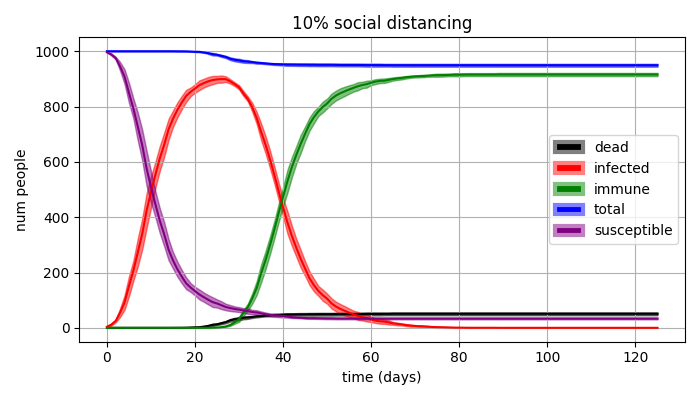 10% social distancing
num people
1000
800
600
400
200
0
dead
infected
immune
total
susceptible
0 20 40 60 80 100 120
time (days)